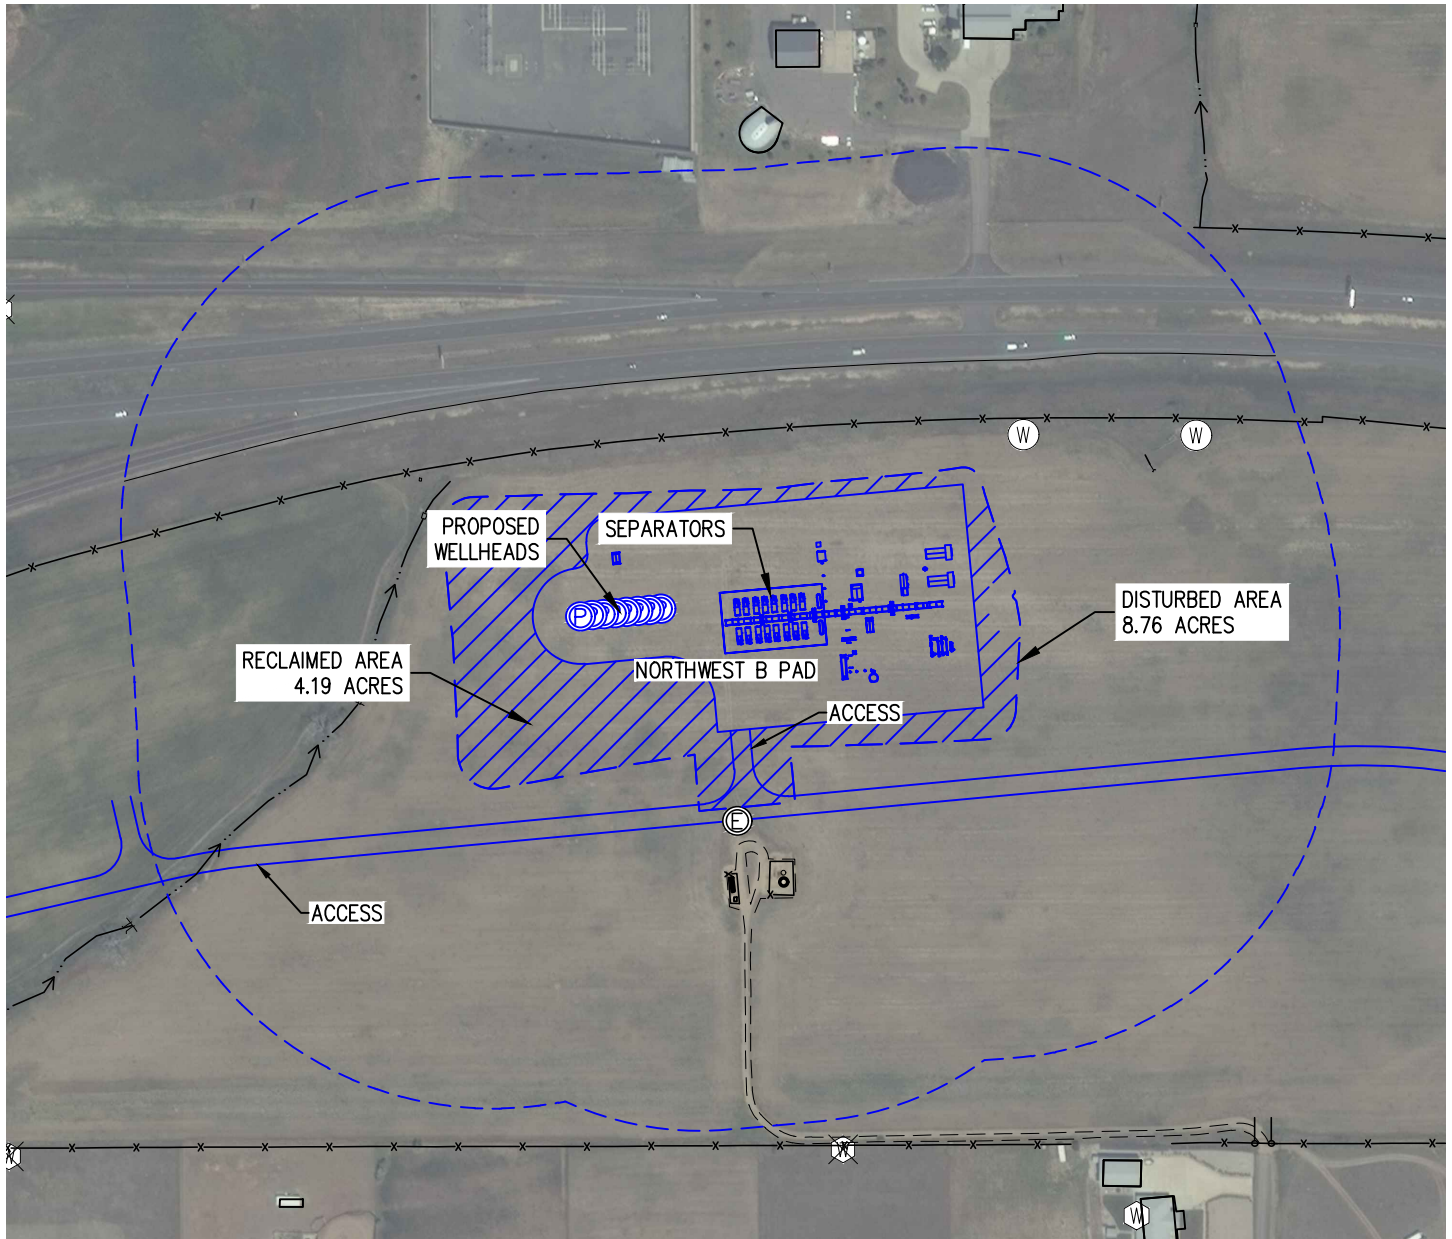 W
W
PROPOSED
WELLHEADS
SEPARATORS
P
DISTURBED AREA
8.76 ACRES
RECLAIMED AREA
4.19 ACRES
NORTHWEST B PAD
ACCESS
E
ACCESS
W
W
W